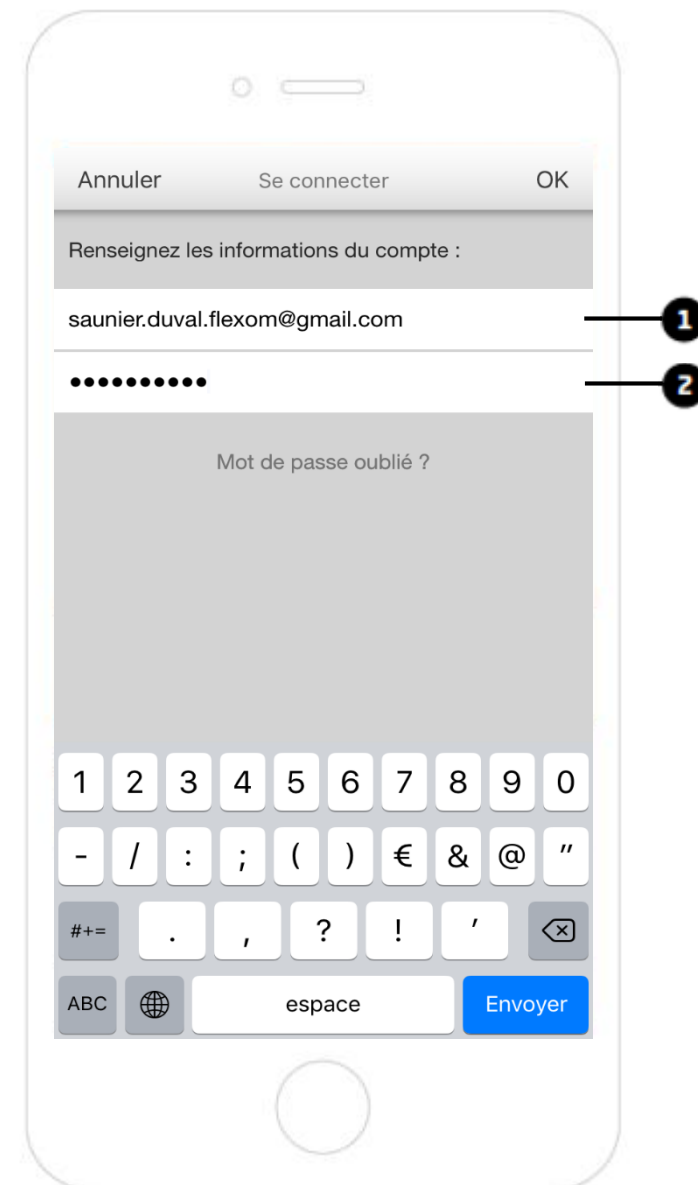 Annuler Se connecter OK
Renseignez les informations du compte :
saunier.duval.flexom@gmail.com 1
•••••••••• 2
Mot de passe oublié ?
1 2 3 4 5 6 7 8 9 0
- / : ; ( ) € & @ "
#+= . , ? ! '
ABC espace Envoyer